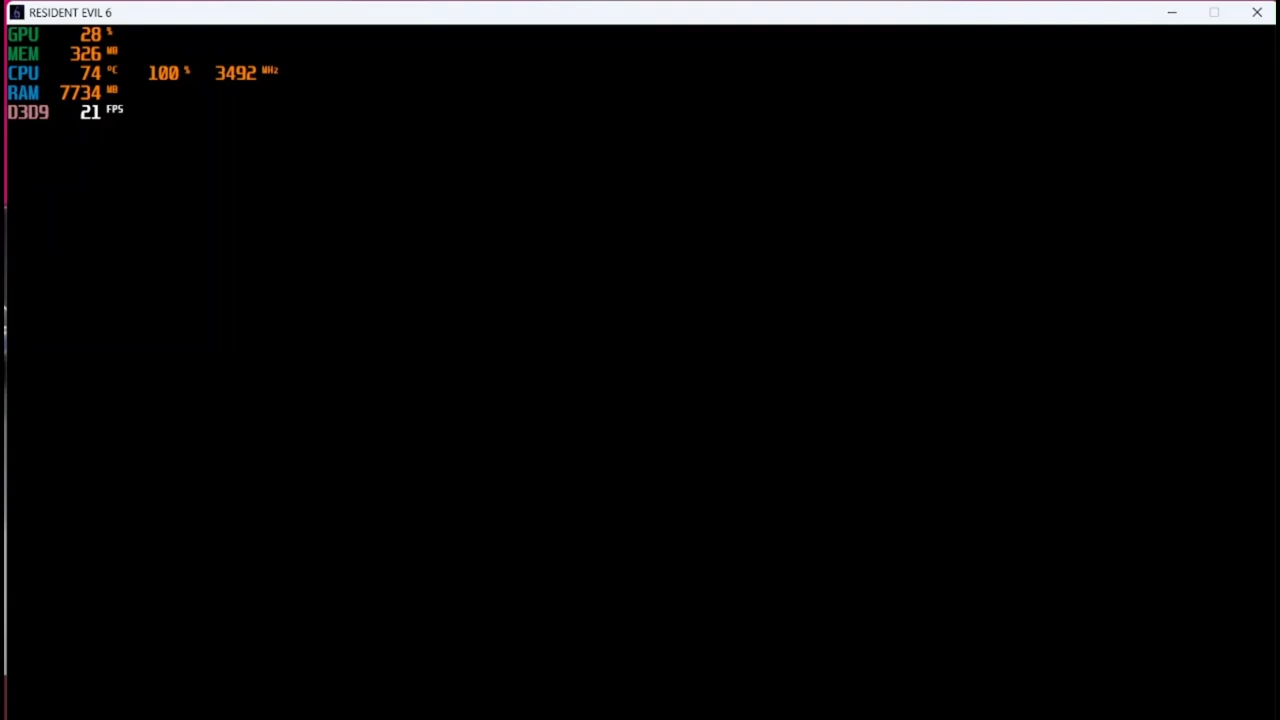 RESIDENT EVIL 6
GPU 28 %
MEM 326 MB
CPU 74 °C 100 % 3492 MHz
RAM 7734 MB
D3D9 21 FPS